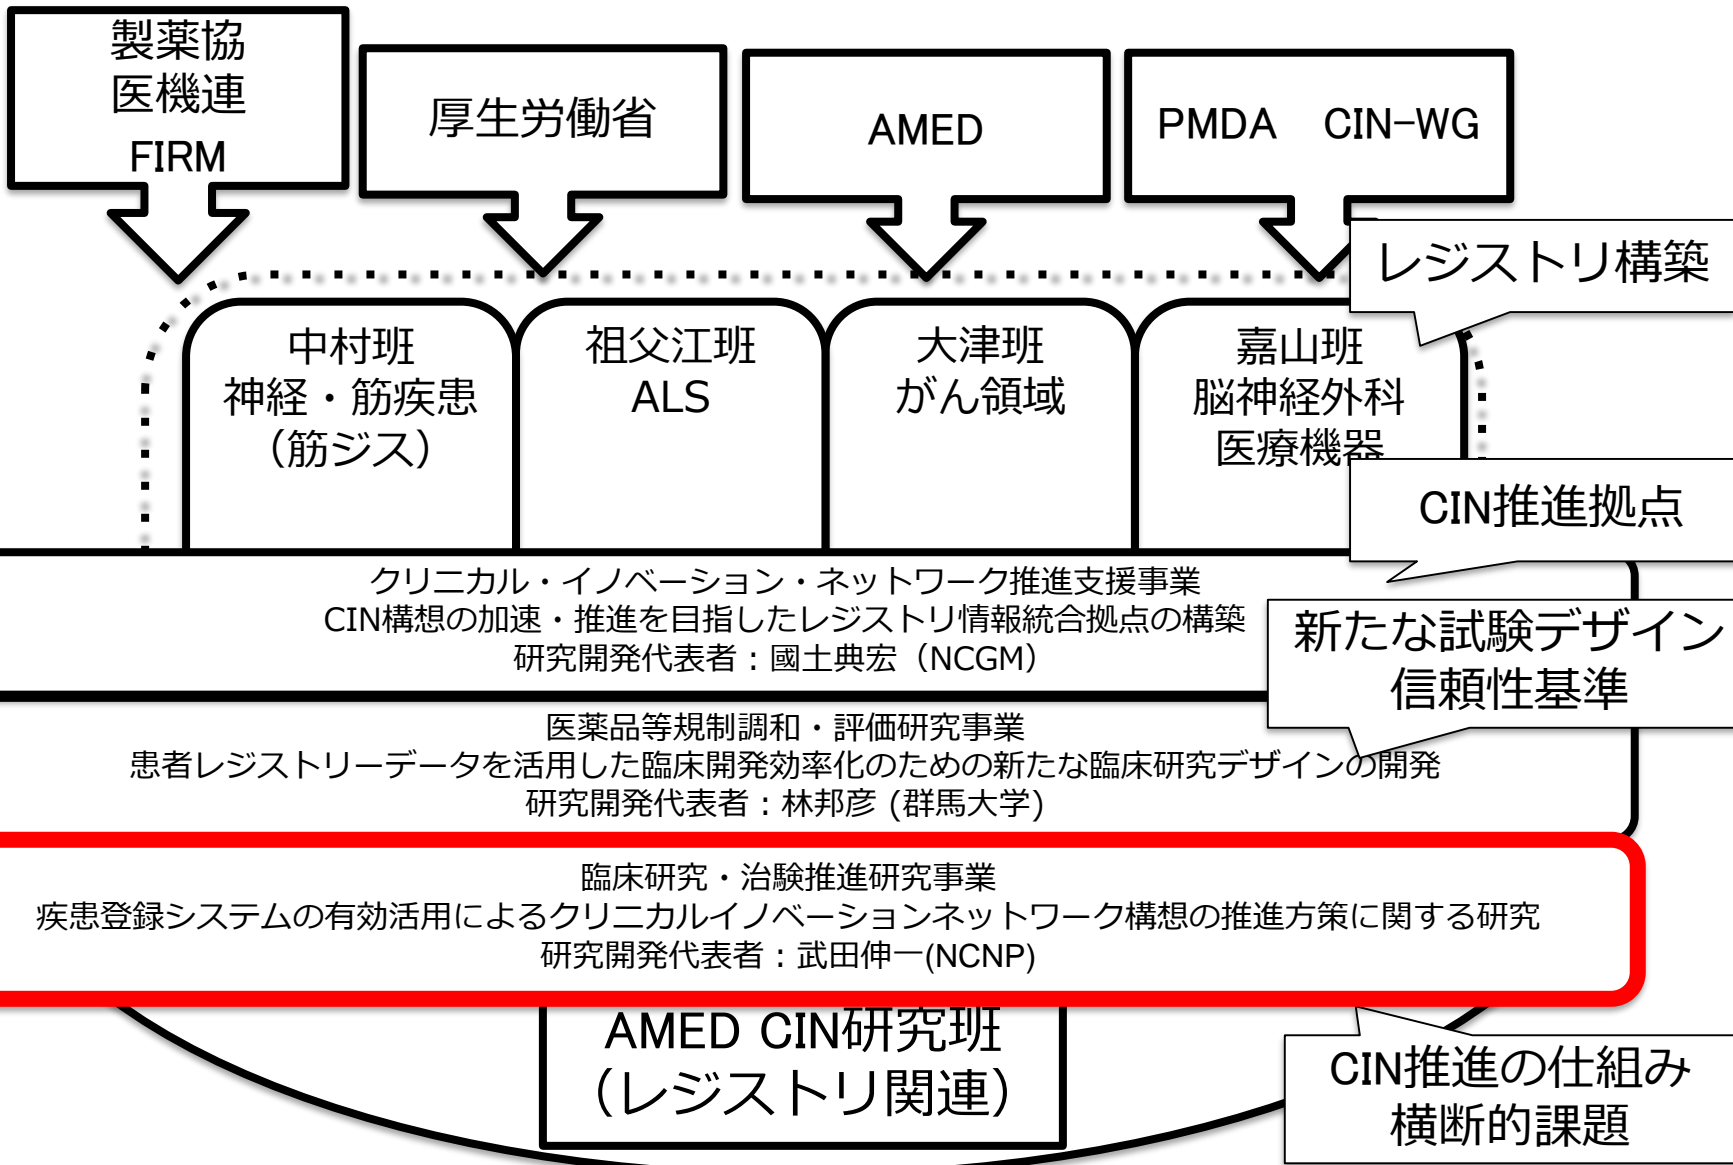 製薬協
医機連
FIRM
厚生労働省
AMED
PMDA　CIN-WG
レジストリ構築
中村班
神経・筋疾患
（筋ジス）
祖父江班
ALS
大津班
がん領域
嘉山班
脳神経外科
医療機器
CIN推進拠点
クリニカル・イノベーション・ネットワーク推進支援事業
CIN構想の加速・推進を目指したレジストリ情報統合拠点の構築
研究開発代表者：國土典宏（NCGM）
新たな試験デザイン
信頼性基準
医薬品等規制調和・評価研究事業
患者レジストリーデータを活用した臨床開発効率化のための新たな臨床研究デザインの開発
研究開発代表者：林邦彦 (群馬大学)
臨床研究・治験推進研究事業
疾患登録システムの有効活用によるクリニカルイノベーションネットワーク構想の推進方策に関する研究
研究開発代表者：武田伸一(NCNP)
AMED CIN研究班
（レジストリ関連）
CIN推進の仕組み
横断的課題